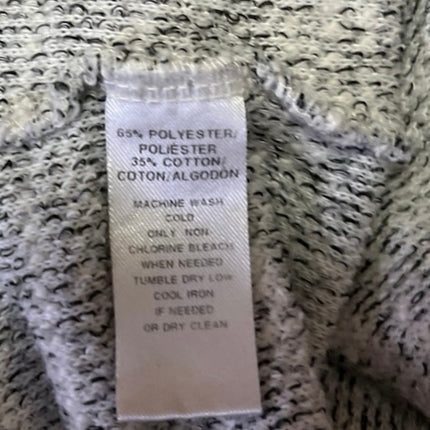 65% POLYESTER/
POLIÉSTER
35% COTTON/
COTON/ALGODÓN
MACHINE WASH
COLD
ONLY NON-
CHLORINE BLEACH
WHEN NEEDED
TUMBLE DRY LOW
COOL IRON
IF NEEDED
OR DRY CLEAN